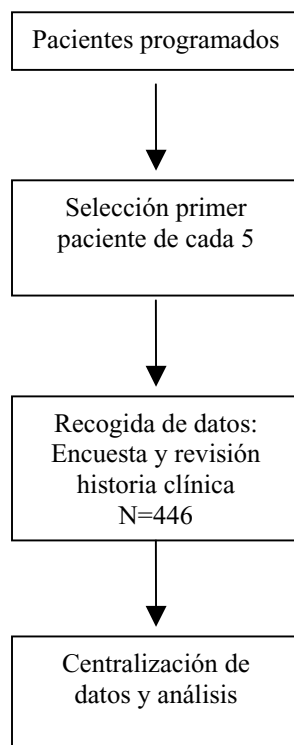 Pacientes programados
Selección primer
paciente de cada 5
Recogida de datos:
Encuesta y revisión
historia clínica
N=446
Centralización de
datos y análisis